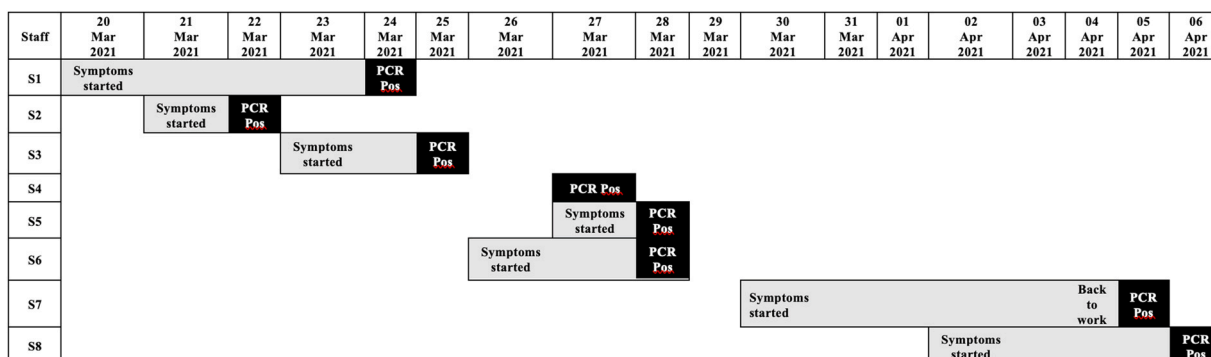 Staff 20 Mar 2021 21 Mar 2021 22 Mar 2021 23 Mar 2021 24 Mar 2021 25 Mar 2021 26 Mar 2021 27 Mar 2021 28 Mar 2021 29 Mar 2021 30 Mar 2021 31 Mar 2021 01 Apr 2021 02 Apr 2021 03 Apr 2021 04 Apr 2021 05 Apr 2021 06 Apr 2021
S1 Symptoms started PCR Pos
S2 Symptoms started PCR Pos
S3 Symptoms started PCR Pos
S4 PCR Pos
S5 Symptoms started PCR Pos
S6 Symptoms started PCR Pos
S7 Symptoms started Back to work PCR Pos
S8 Symptoms started PCR Pos